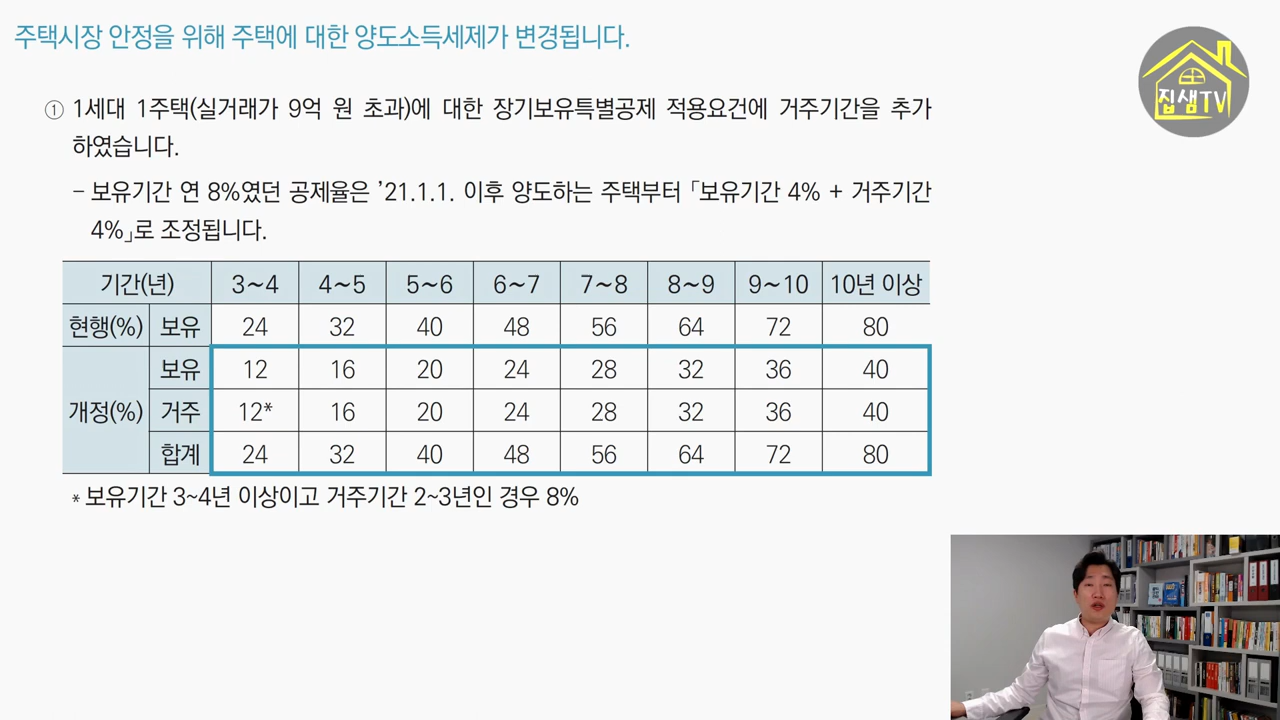 주택시장 안정을 위해 주택에 대한 양도소득세제가 변경됩니다.
집샘TV
① 1세대 1주택(실거래가 9억 원 초과)에 대한 장기보유특별공제 적용요건에 거주기간을 추가
하였습니다.
- 보유기간 연 8%였던 공제율은 ’21.1.1. 이후 양도하는 주택부터 「보유기간 4% + 거주기간
4%」로 조정됩니다.
기간(년) 3~4 4~5 5~6 6~7 7~8 8~9 9~10 10년 이상
현행(%) 보유 24 32 40 48 56 64 72 80
보유 12 16 20 24 28 32 36 40
개정(%) 거주 12* 16 20 24 28 32 36 40
합계 24 32 40 48 56 64 72 80
* 보유기간 3~4년 이상이고 거주기간 2~3년인 경우 8%